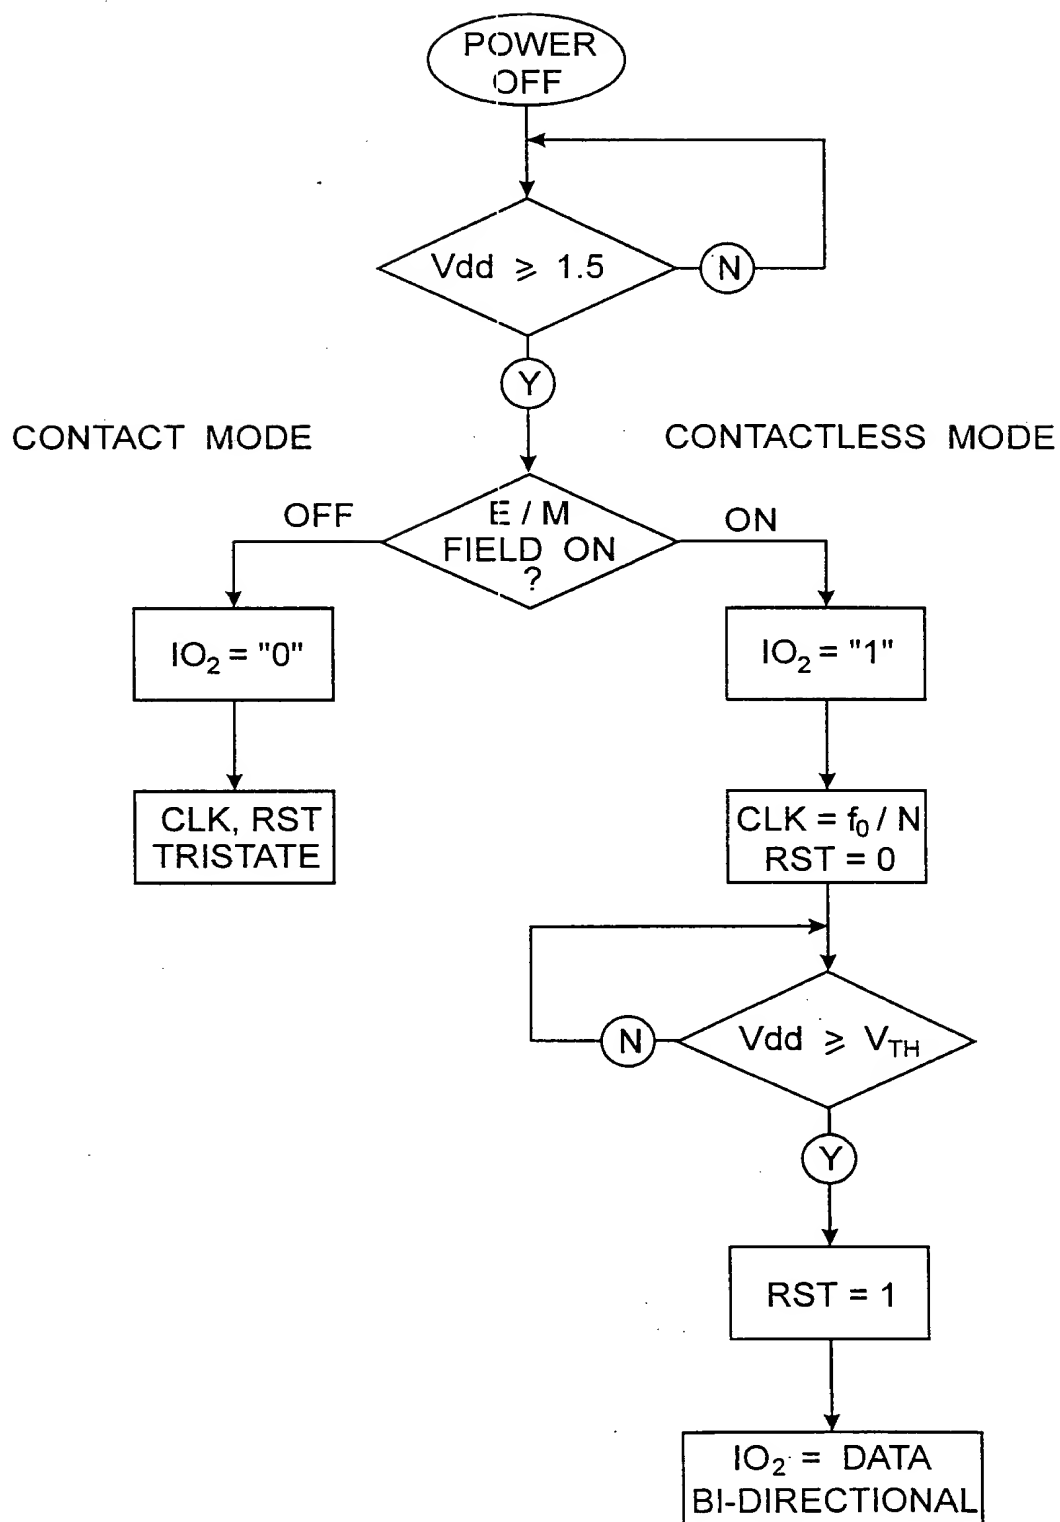 POWER
OFF
Vdd ⩾ 1.5
N
Y
CONTACT MODE
CONTACTLESS MODE
OFF
E / M
FIELD ON
?
ON
IO₂ = "0"
IO₂ = "1"
CLK, RST
TRISTATE
CLK = f₀ / N
RST = 0
N
Vdd ⩾ V_TH
Y
RST = 1
IO₂ = DATA
BI-DIRECTIONAL